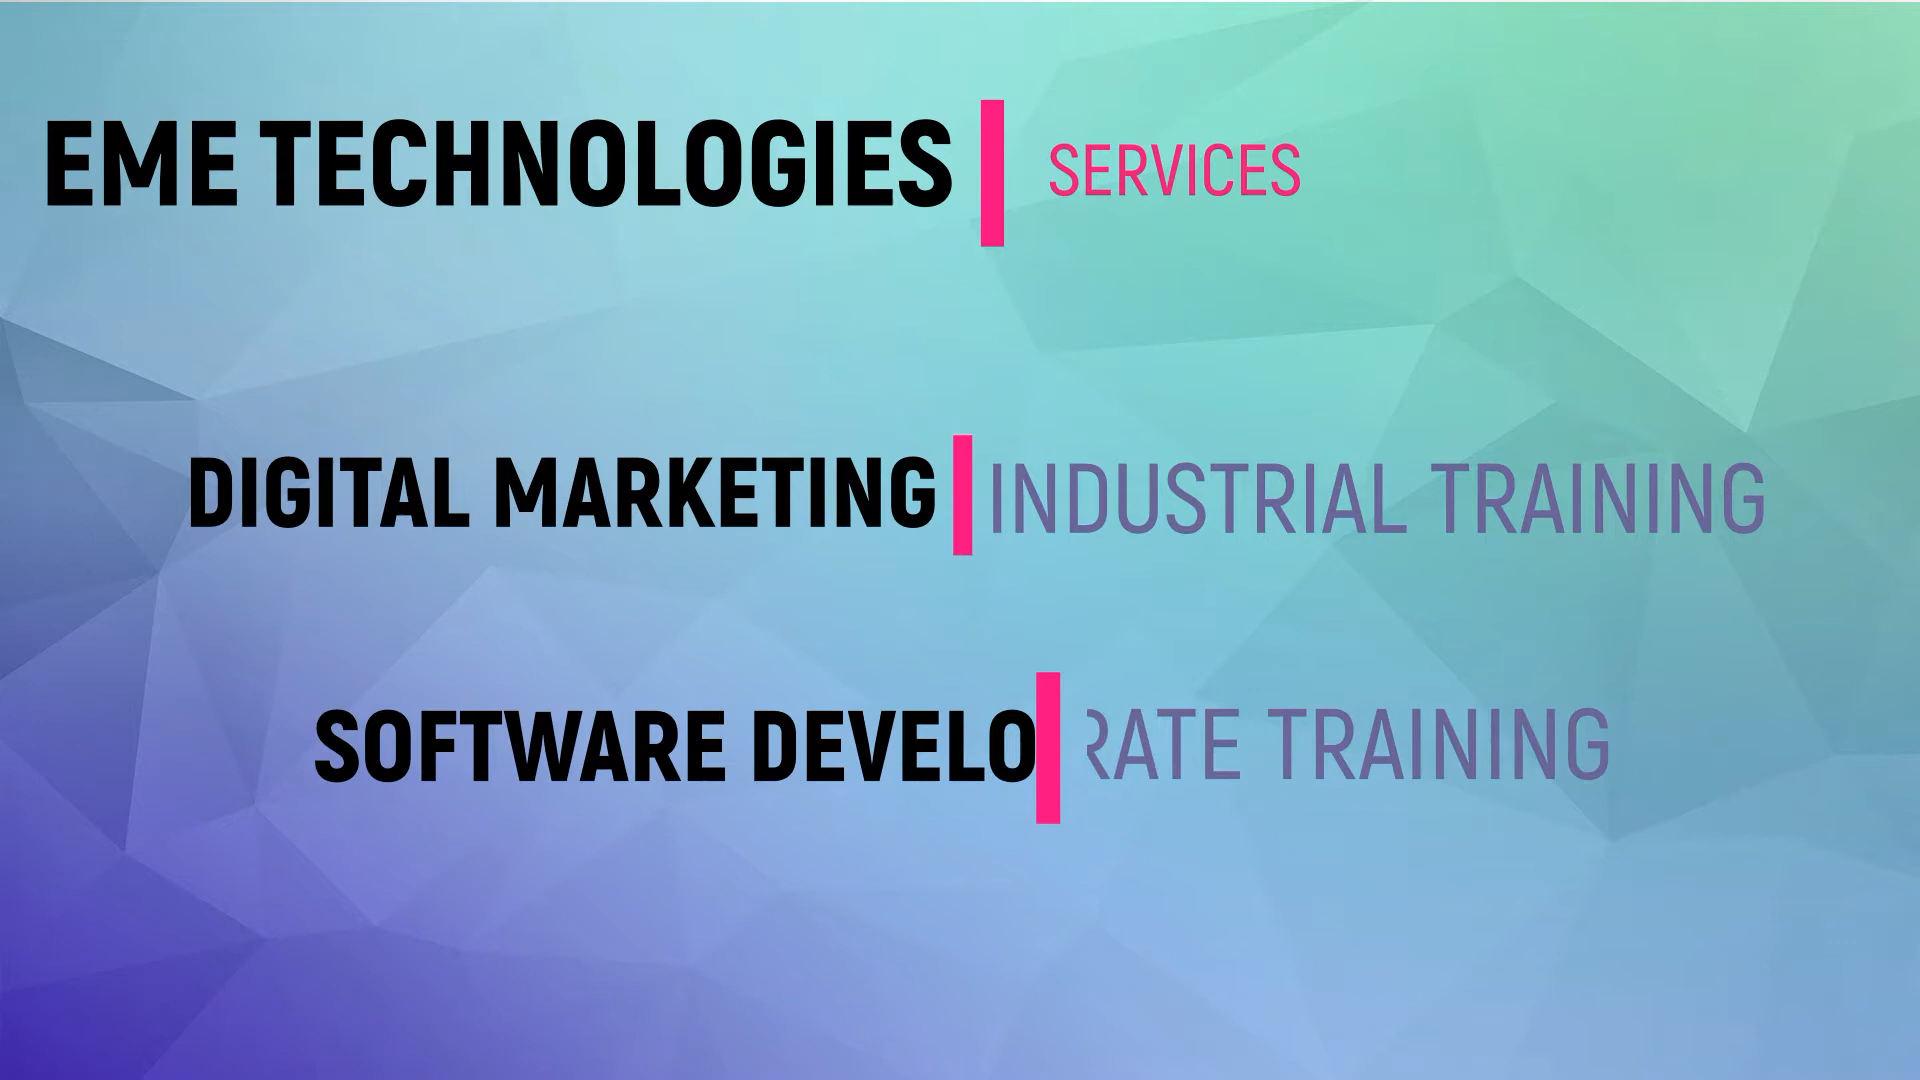 EME TECHNOLOGIES SERVICES
DIGITAL MARKETING INDUSTRIAL TRAINING
SOFTWARE DEVELO RATE TRAINING